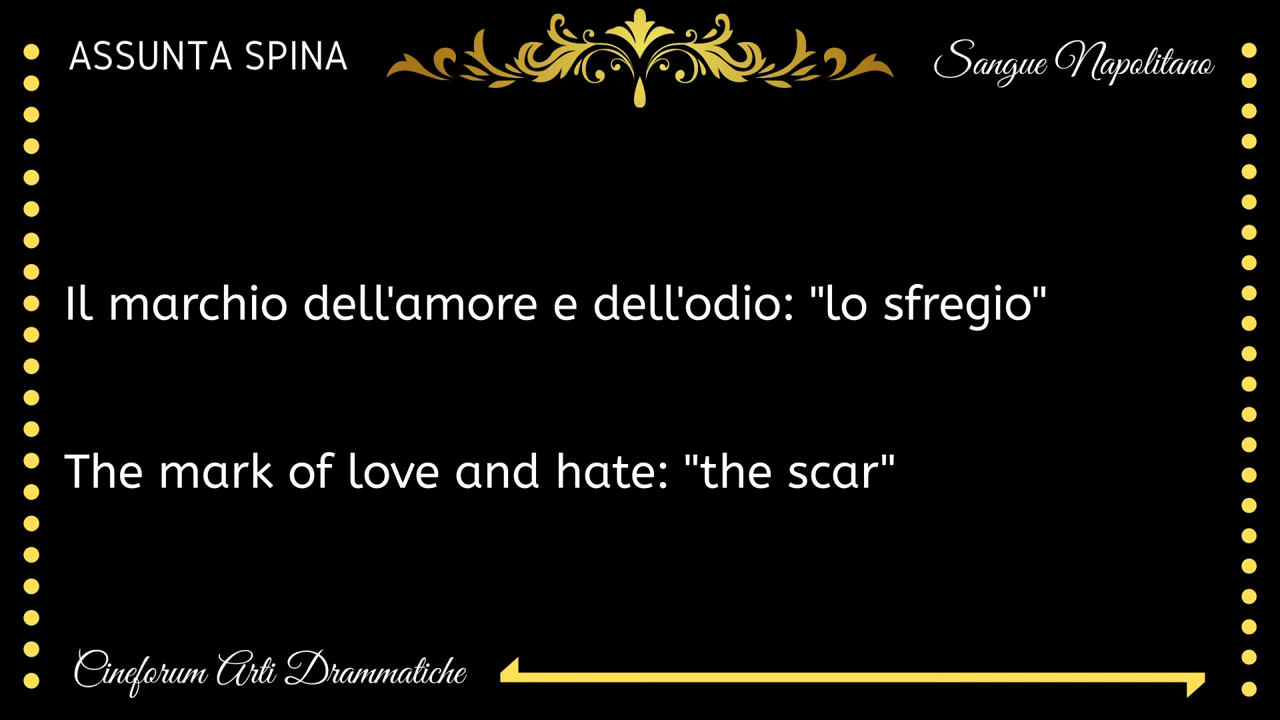 ASSUNTA SPINA
Sangue Napolitano
Il marchio dell'amore e dell'odio: "lo sfregio"
The mark of love and hate: "the scar"
Cineforum Arti Drammatiche